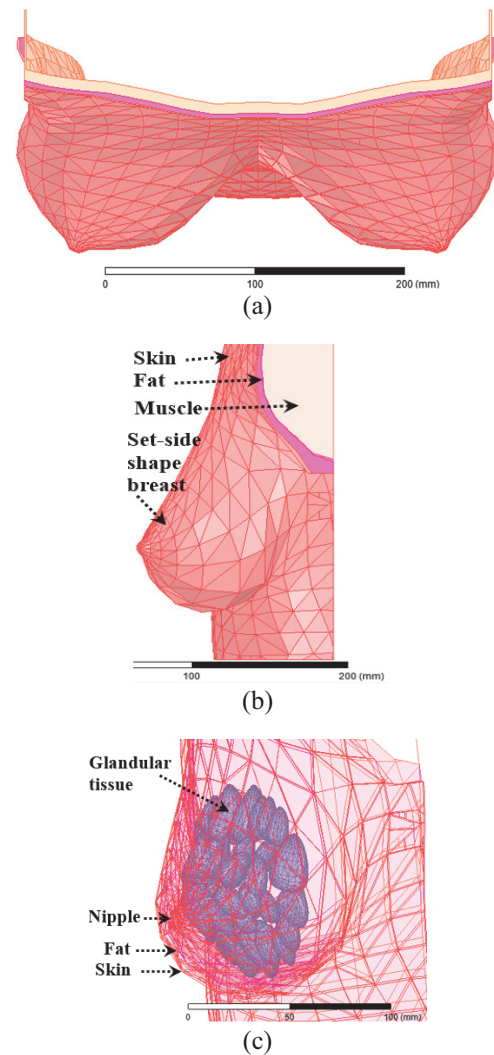 0
100
200 (mm)
(a)
Skin
Fat
Muscle
Set-side
shape
breast
100
200 (mm)
(b)
Glandular
tissue
Nipple
Fat
Skin
0
50
100 (mm)
(c)